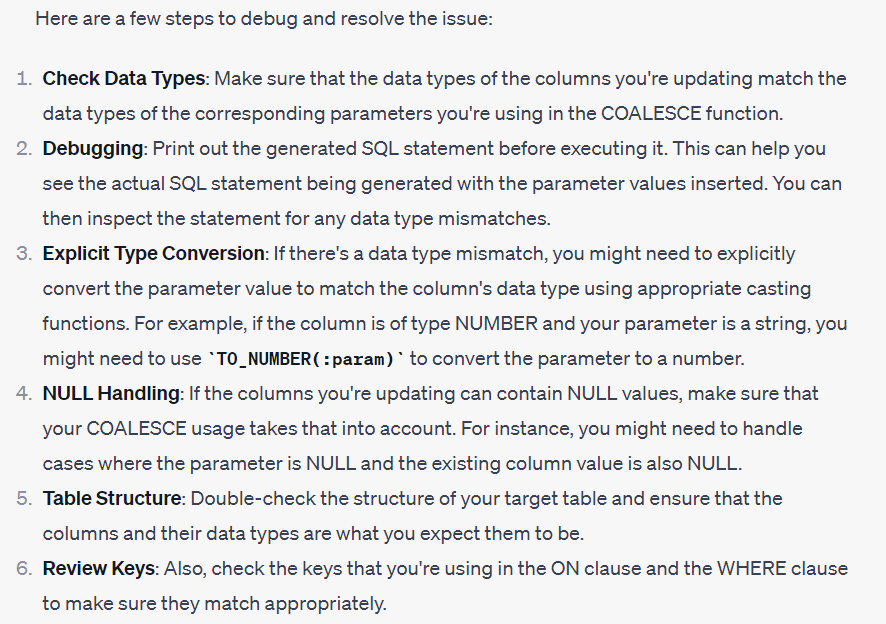 Here are a few steps to debug and resolve the issue:
1. Check Data Types: Make sure that the data types of the columns you're updating match the
data types of the corresponding parameters you're using in the COALESCE function.
2. Debugging: Print out the generated SQL statement before executing it. This can help you
see the actual SQL statement being generated with the parameter values inserted. You can
then inspect the statement for any data type mismatches.
3. Explicit Type Conversion: If there's a data type mismatch, you might need to explicitly
convert the parameter value to match the column's data type using appropriate casting
functions. For example, if the column is of type NUMBER and your parameter is a string, you
might need to use `TO_NUMBER(:param)` to convert the parameter to a number.
4. NULL Handling: If the columns you're updating can contain NULL values, make sure that
your COALESCE usage takes that into account. For instance, you might need to handle
cases where the parameter is NULL and the existing column value is also NULL.
5. Table Structure: Double-check the structure of your target table and ensure that the
columns and their data types are what you expect them to be.
6. Review Keys: Also, check the keys that you're using in the ON clause and the WHERE clause
to make sure they match appropriately.